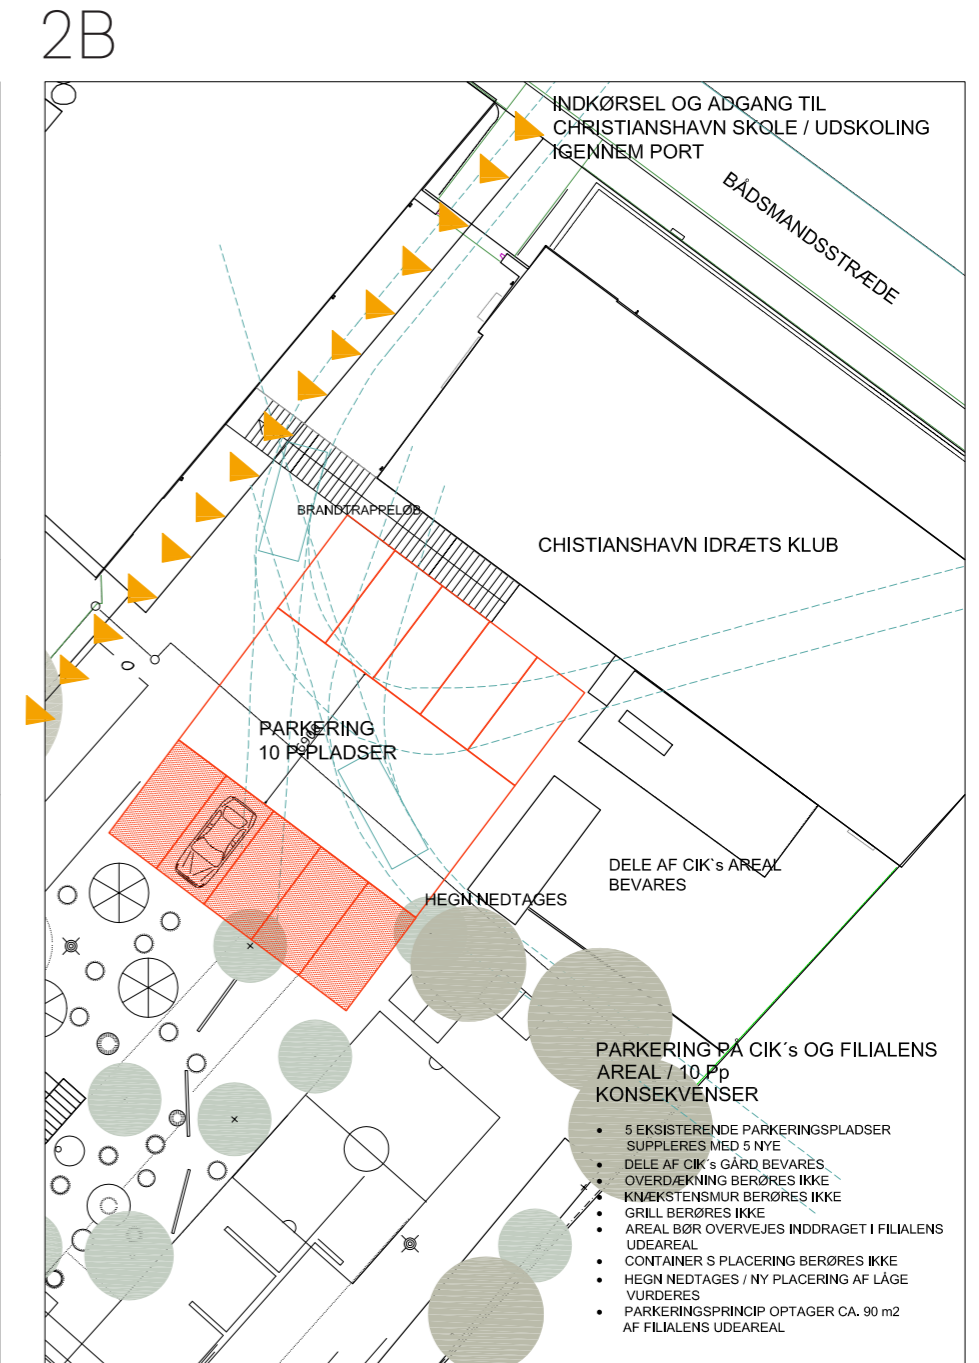 2B
INDKØRSEL OG ADGANG TIL
CHRISTIANSHAVN SKOLE / UDSKOLING
IGENNEM PORT
BÅDSMANDSSTRÆDE
BRANDTRAPPELØB
CHISTIANSHAVN IDRÆTS KLUB
PARKERING
10 P-PLADSER
DELE AF CIK`s AREAL
BEVARES
HEGN NEDTAGES
PARKERING PÅ CIK´s OG FILIALENS
AREAL / 10 Pp
KONSEKVENSER
• 5 EKSISTERENDE PARKERINGSPLADSER
SUPPLERES MED 5 NYE
• DELE AF CIK´s GÅRD BEVARES
• OVERDÆKNING BERØRES IKKE
• KNÆKSTENSMUR BERØRES IKKE
• GRILL BERØRES IKKE
• AREAL BØR OVERVEJES INDDRAGET I FILIALENS
UDEAREAL
• CONTAINER S PLACERING BERØRES IKKE
• HEGN NEDTAGES / NY PLACERING AF LÅGE
VURDERES
• PARKERINGSPRINCIP OPTAGER CA. 90 m2
AF FILIALENS UDEAREAL